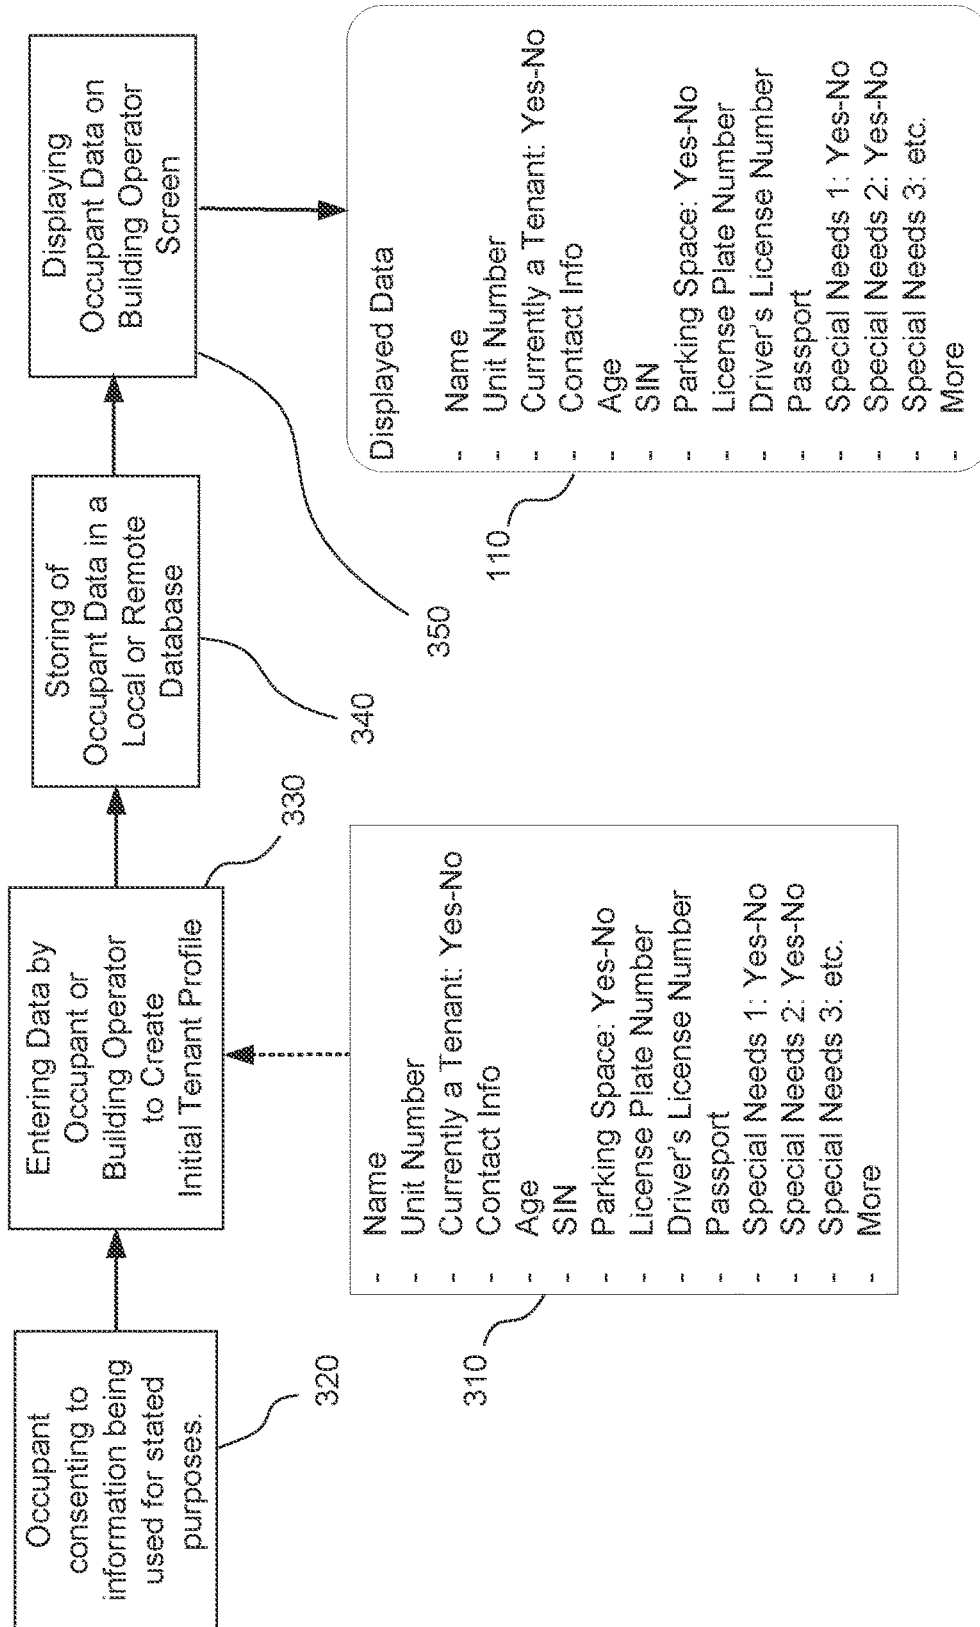 Occupant
consenting to
information being
used for stated
purposes.
320
Entering Data by
Occupant or
Building Operator
to Create
Initial Tenant Profile
330
Storing of
Occupant Data in a
Local or Remote
Database
340
Displaying
Occupant Data on
Building Operator
Screen
350
- Name
- Unit Number
- Currently a Tenant: Yes-No
- Contact Info
- Age
- SIN
- Parking Space: Yes-No
- License Plate Number
- Driver's License Number
- Passport
- Special Needs 1: Yes-No
- Special Needs 2: Yes-No
- Special Needs 3: etc.
- More
310
Displayed Data
- Name
- Unit Number
- Currently a Tenant: Yes-No
- Contact Info
- Age
- SIN
- Parking Space: Yes-No
- License Plate Number
- Driver's License Number
- Passport
- Special Needs 1: Yes-No
- Special Needs 2: Yes-No
- Special Needs 3: etc.
- More
110